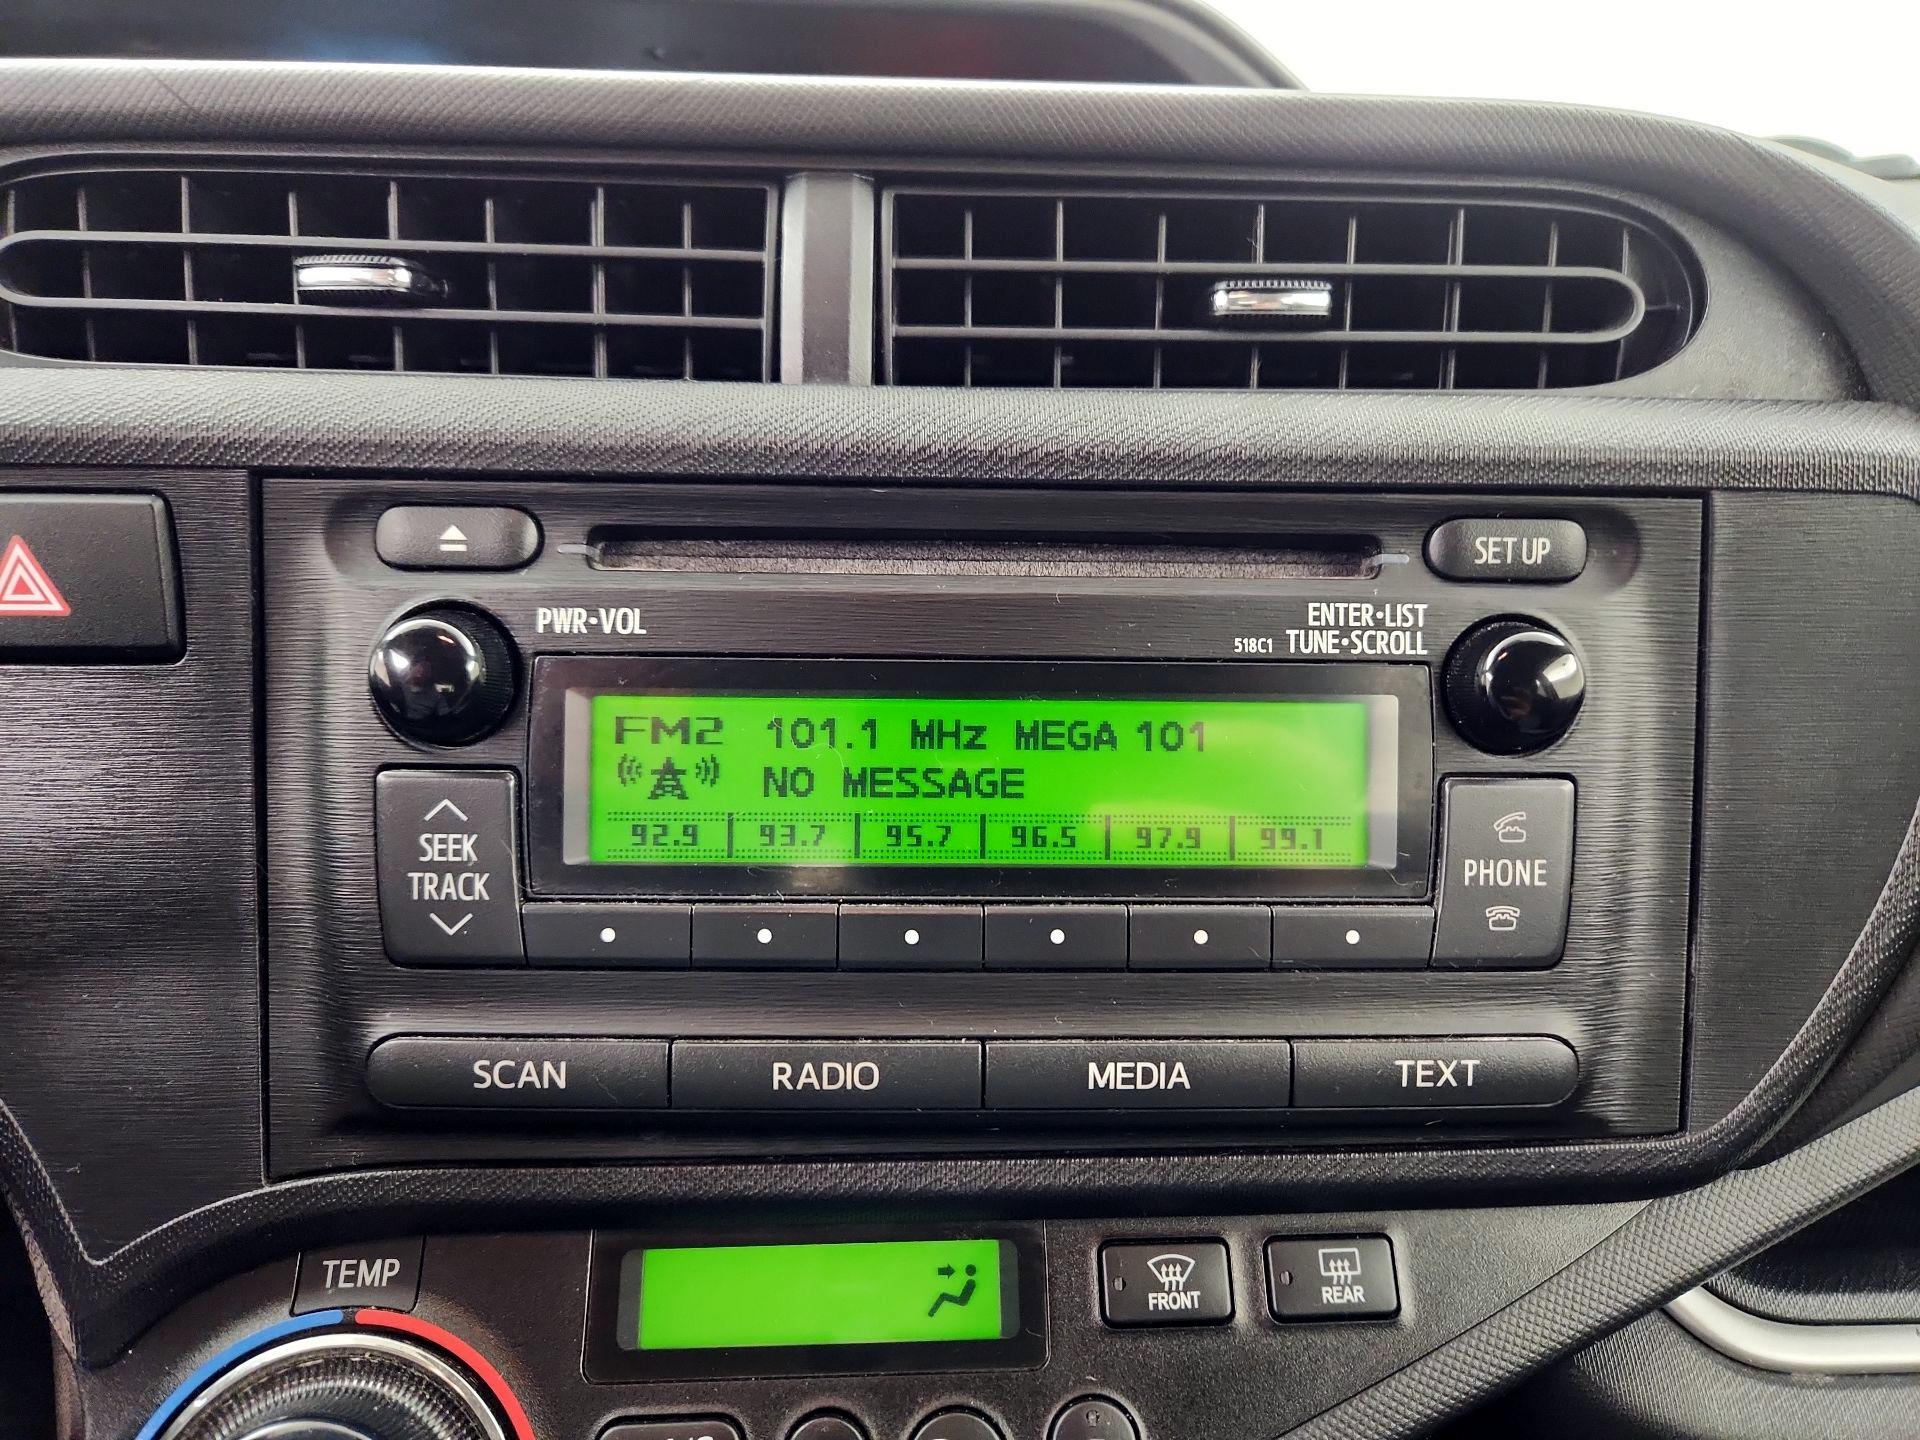 SET UP
PWR•VOL
ENTER•LIST
518C1 TUNE•SCROLL
FM2 101.1 MHz MEGA 101
NO MESSAGE
92.9 93.7 95.7 96.5 97.9 99.1
SEEK
TRACK
PHONE
SCAN RADIO MEDIA TEXT
TEMP
FRONT
REAR